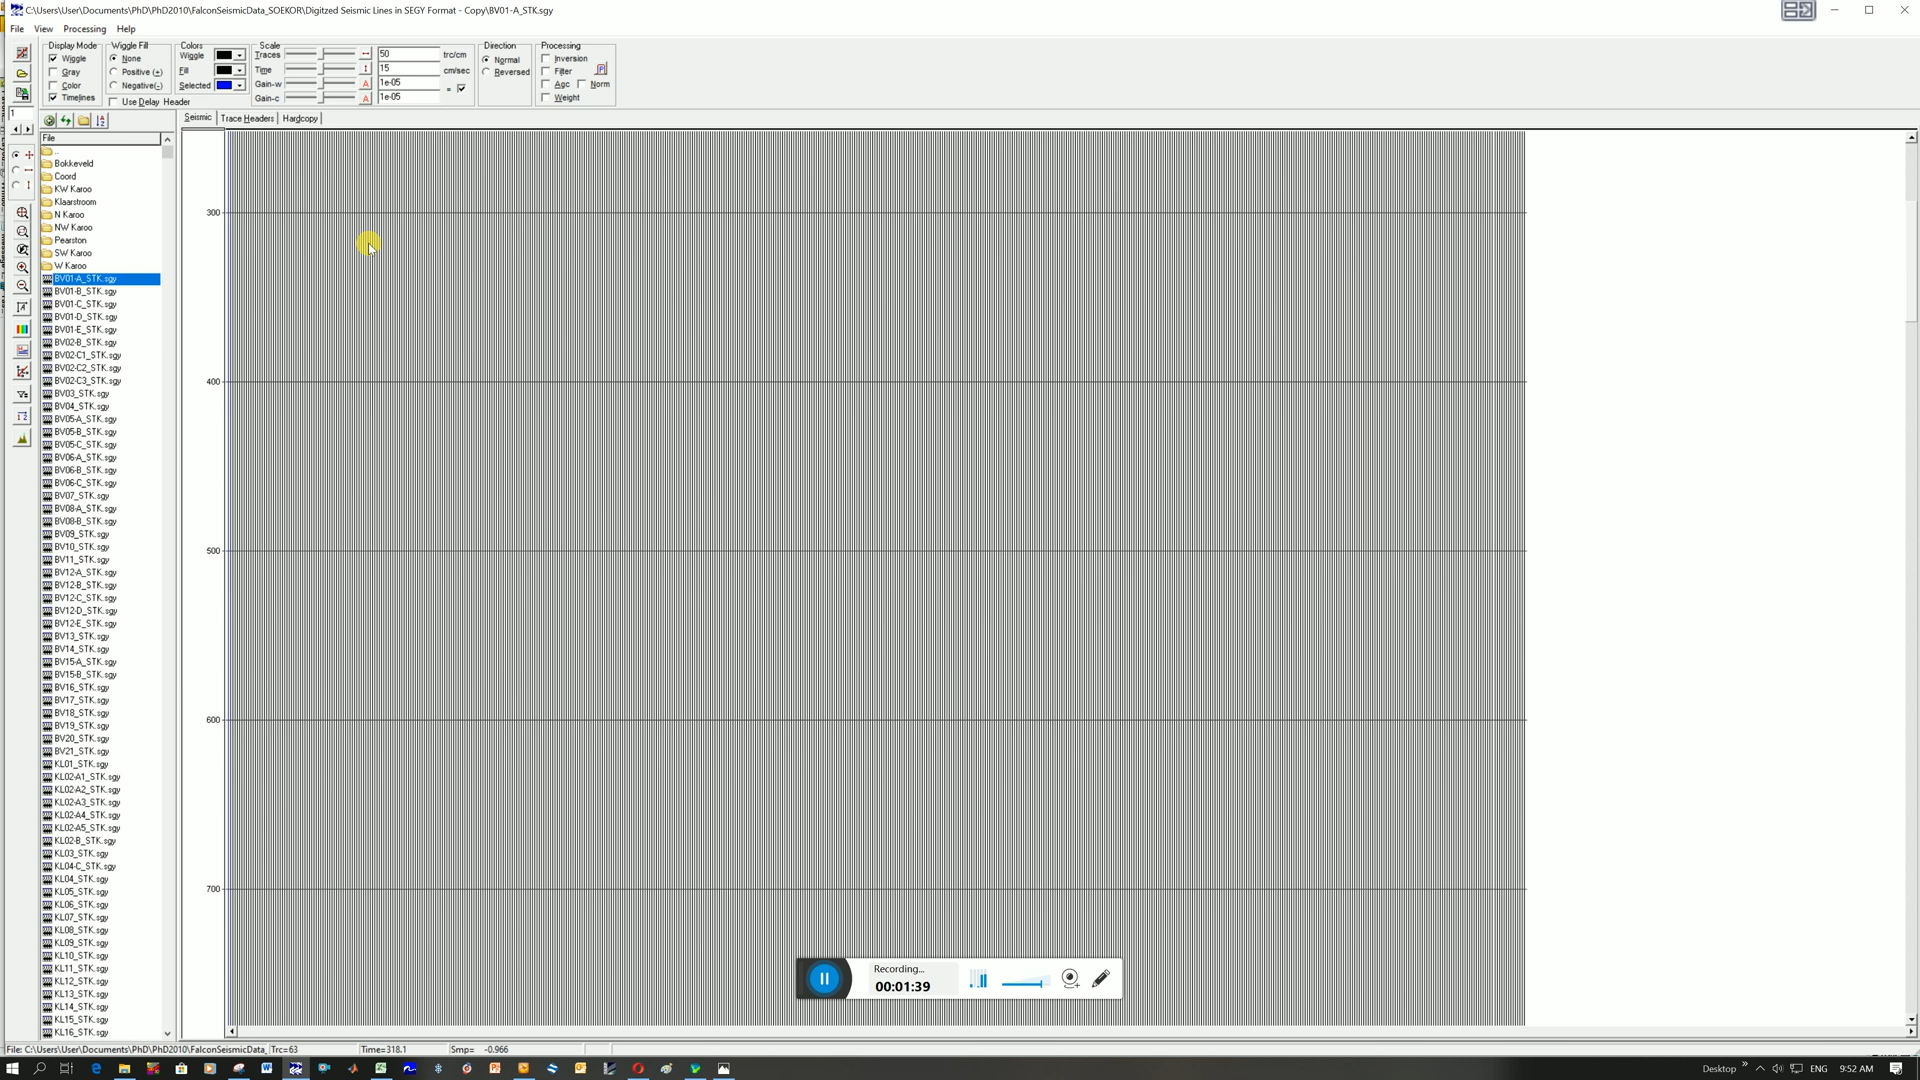 C:\Users\User\Documents\PhD\PhD2010\FalconSeismicData_SOEKOR\Digitzed Seismic Lines in SEGY Format - Copy\BV01-A_STK.sgy
File View Processing Help
Display Mode Wiggle Fill Colors Scale Direction Processing
Wiggle None Wiggle Traces 50 trc/cm Normal Inversion
Gray Positive (+) Fill Time 15 cm/sec Reversed Filter
Color Negative(-) Selected Gain-w 1e-05 = Agc Norm
Timelines Use Delay Header Gain-c 1e-05 Weight
1
Seismic Trace Headers Hardcopy
File
..
Bokkeveld
Coord
KW Karoo
Klaarstroom
N Karoo
NW Karoo
Pearston
SW Karoo
W Karoo
BV01-A_STK.sgy
BV01-B_STK.sgy
BV01-C_STK.sgy
BV01-D_STK.sgy
BV01-E_STK.sgy
BV02-B_STK.sgy
BV02-C1_STK.sgy
BV02-C2_STK.sgy
BV02-C3_STK.sgy
BV03_STK.sgy
BV04_STK.sgy
BV05-A_STK.sgy
BV05-B_STK.sgy
BV05-C_STK.sgy
BV06-A_STK.sgy
BV06-B_STK.sgy
BV06-C_STK.sgy
BV07_STK.sgy
BV08-A_STK.sgy
BV08-B_STK.sgy
BV09_STK.sgy
BV10_STK.sgy
BV11_STK.sgy
BV12-A_STK.sgy
BV12-B_STK.sgy
BV12-C_STK.sgy
BV12-D_STK.sgy
BV12-E_STK.sgy
BV13_STK.sgy
BV14_STK.sgy
BV15-A_STK.sgy
BV15-B_STK.sgy
BV16_STK.sgy
BV17_STK.sgy
BV18_STK.sgy
BV19_STK.sgy
BV20_STK.sgy
BV21_STK.sgy
KL01_STK.sgy
KL02-A1_STK.sgy
KL02-A2_STK.sgy
KL02-A3_STK.sgy
KL02-A4_STK.sgy
KL02-A5_STK.sgy
KL02-B_STK.sgy
KL03_STK.sgy
KL04-C_STK.sgy
KL04_STK.sgy
KL05_STK.sgy
KL06_STK.sgy
KL07_STK.sgy
KL08_STK.sgy
KL09_STK.sgy
KL10_STK.sgy
KL11_STK.sgy
KL12_STK.sgy
KL13_STK.sgy
KL14_STK.sgy
KL15_STK.sgy
KL16_STK.sgy
300
400
500
600
700
Recording...
00:01:39
File: C:\Users\User\Documents\PhD\PhD2010\FalconSeismicData_ Trc=63 Time=318.1 Smp= -0.966
Desktop ENG 9:52 AM